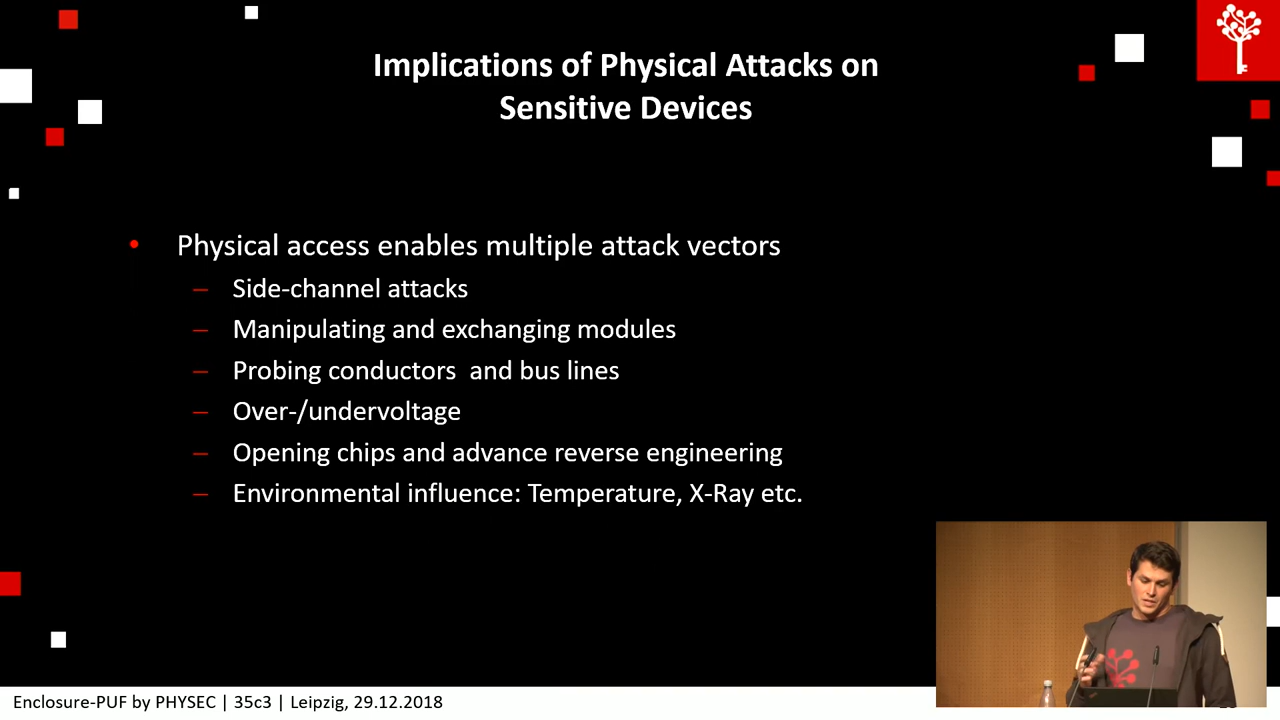 Implications of Physical Attacks on
Sensitive Devices
• Physical access enables multiple attack vectors
– Side-channel attacks
– Manipulating and exchanging modules
– Probing conductors  and bus lines
– Over-/undervoltage
– Opening chips and advance reverse engineering
– Environmental influence: Temperature, X-Ray etc.
Enclosure-PUF by PHYSEC | 35c3 | Leipzig, 29.12.2018